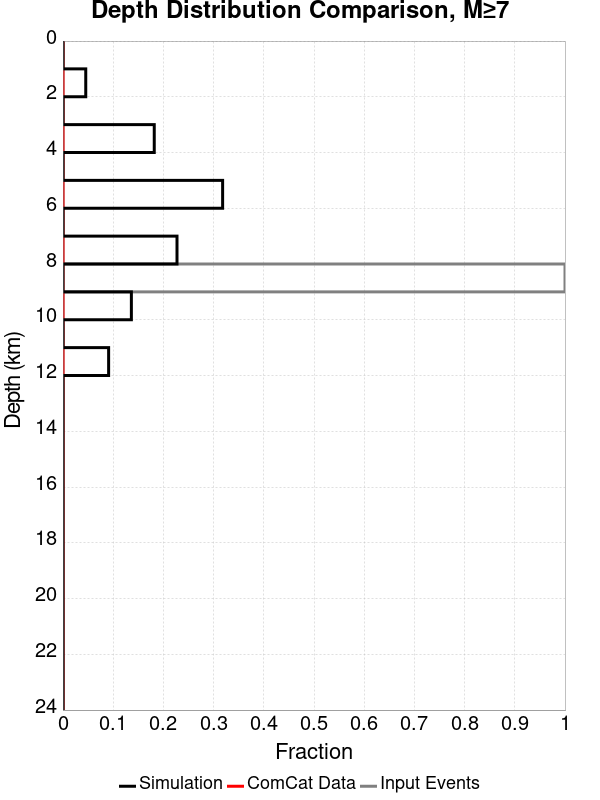 Depth Distribution Comparison, M≥7
0
2
4
6
8
10
12
14
16
18
20
22
24
Depth (km)
0 0.1 0.2 0.3 0.4 0.5 0.6 0.7 0.8 0.9 1
Fraction
Simulation ComCat Data Input Events